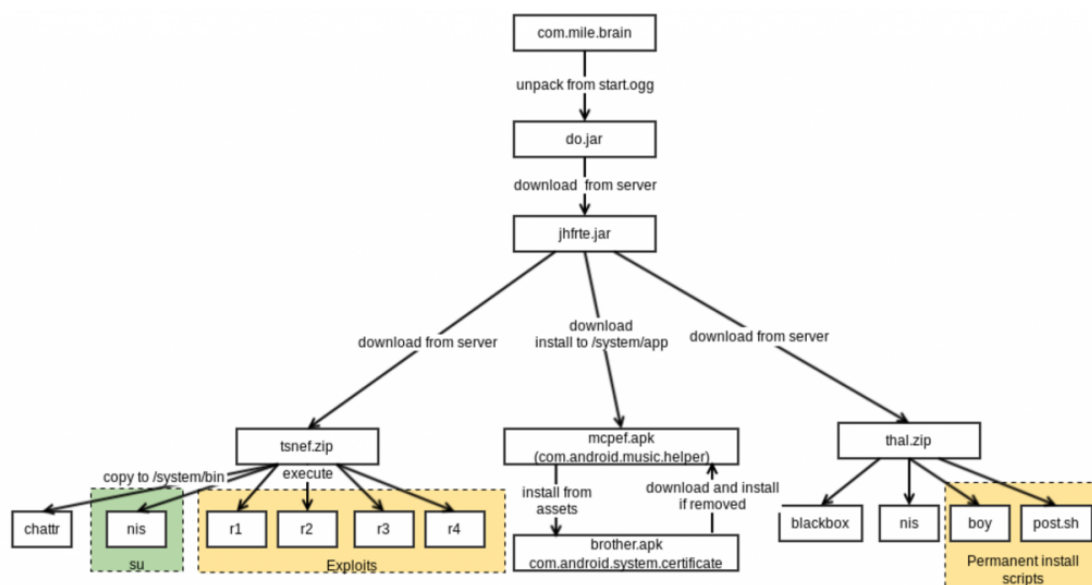 com.mile.brain
unpack from start.ogg
do.jar
download from server
jhfrte.jar
download from server
download
install to /system/app
download from server
tsnef.zip
mcpef.apk
(com.android.music.helper)
thal.zip
copy to /system/bin
execute
install from
assets
download and install
if removed
chattr
nis
r1
r2
r3
r4
brother.apk
com.android.system.certificate
blackbox
nis
boy
post.sh
su
Exploits
Permanent install
scripts